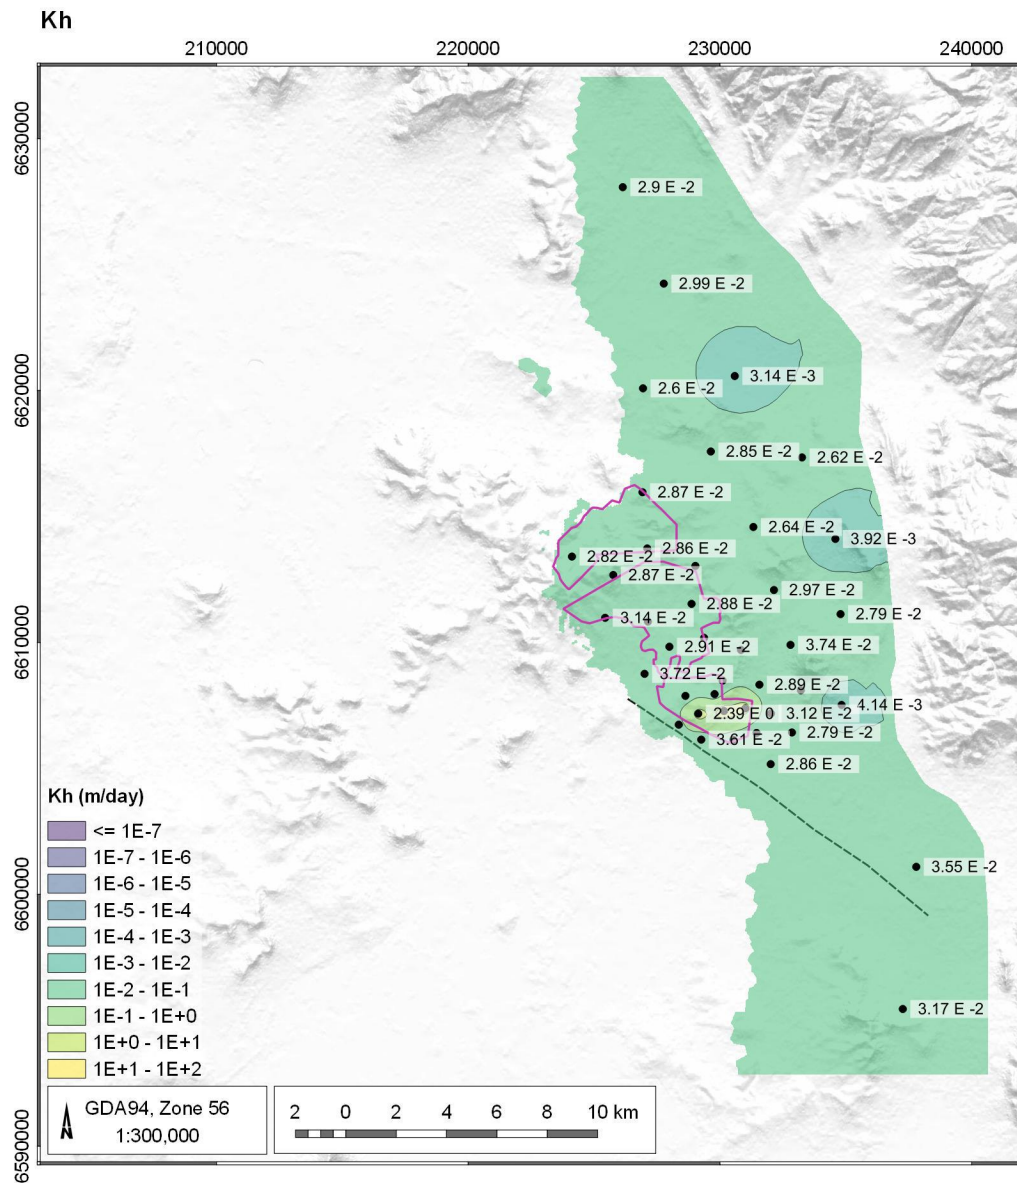 Kh
210000
220000
230000
240000
6630000
6620000
6610000
6600000
6590000
2.9 E -2
2.99 E -2
3.14 E -3
2.6 E -2
2.85 E -2
2.62 E -2
2.87 E -2
2.64 E -2
3.92 E -3
2.86 E -2
2.82 E -2
2.87 E -2
2.97 E -2
2.88 E -2
2.79 E -2
3.14 E -2
2.91 E -2
3.74 E -2
3.72 E -2
2.89 E -2
4.14 E -3
2.39 E 0
3.12 E -2
2.79 E -2
3.61 E -2
2.86 E -2
3.55 E -2
3.17 E -2
Kh (m/day)
<= 1E-7
1E-7 - 1E-6
1E-6 - 1E-5
1E-5 - 1E-4
1E-4 - 1E-3
1E-3 - 1E-2
1E-2 - 1E-1
1E-1 - 1E+0
1E+0 - 1E+1
1E+1 - 1E+2
N
GDA94, Zone 56
1:300,000
2 0 2 4 6 8 10 km